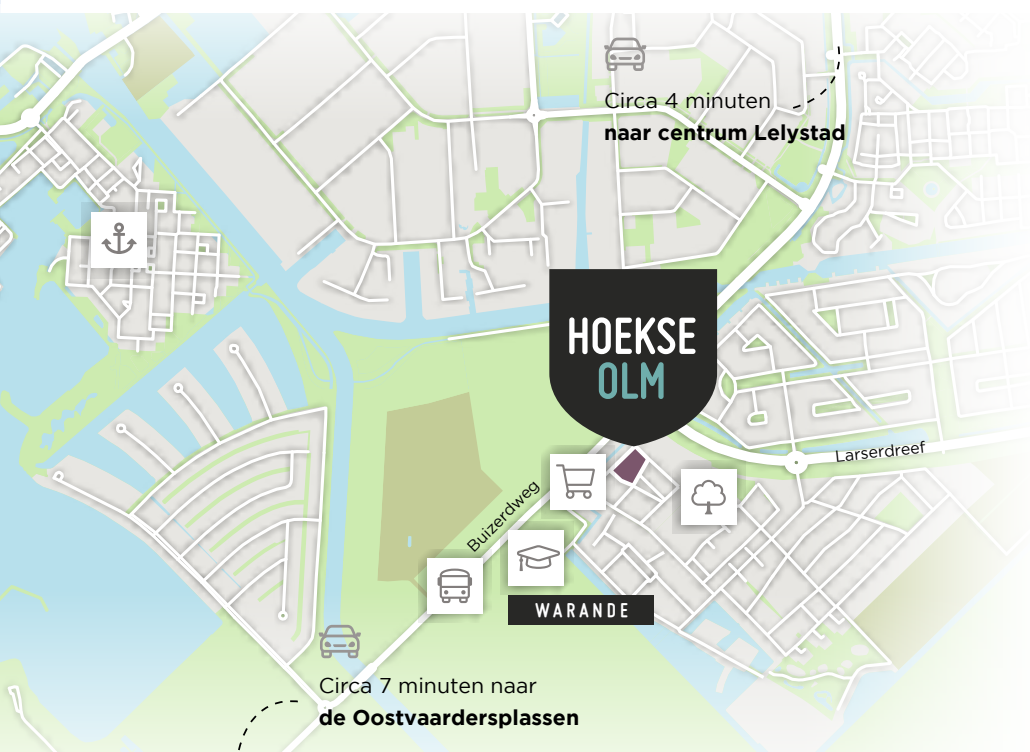 Circa 4 minuten
naar centrum Lelystad
HOEKSE
OLM
Larserdreef
Buizerdweg
WARANDE
Circa 7 minuten naar
de Oostvaardersplassen